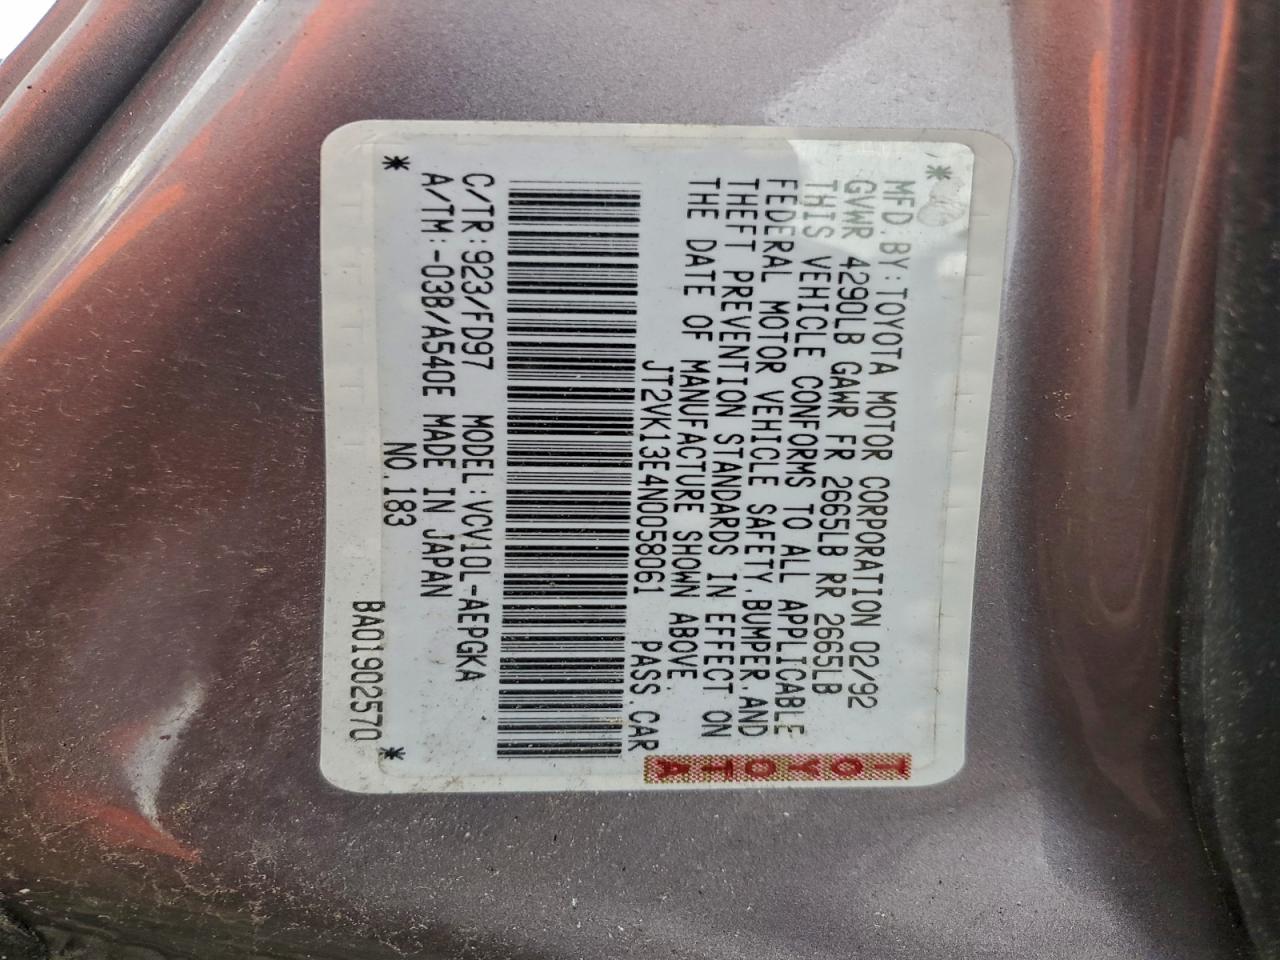 MFD.BY:TOYOTA MOTOR CORPORATION 02/92
GVWR 4290LB GAWR FR 2665LB RR 2665LB
THIS VEHICLE CONFORMS TO ALL APPLICABLE
FEDERAL MOTOR VEHICLE SAFETY,BUMPER,AND
THEFT PREVENTION STANDARDS IN EFFECT ON
THE DATE OF MANUFACTURE SHOWN ABOVE.
JT2VK13E4N0058061 PASS.CAR
TOYOTA
C/TR:923/FD97 MODEL:VCV10L-AEPGKA
A/TM:-03B/A540E MADE IN JAPAN
* NO.183 *
BA01902570